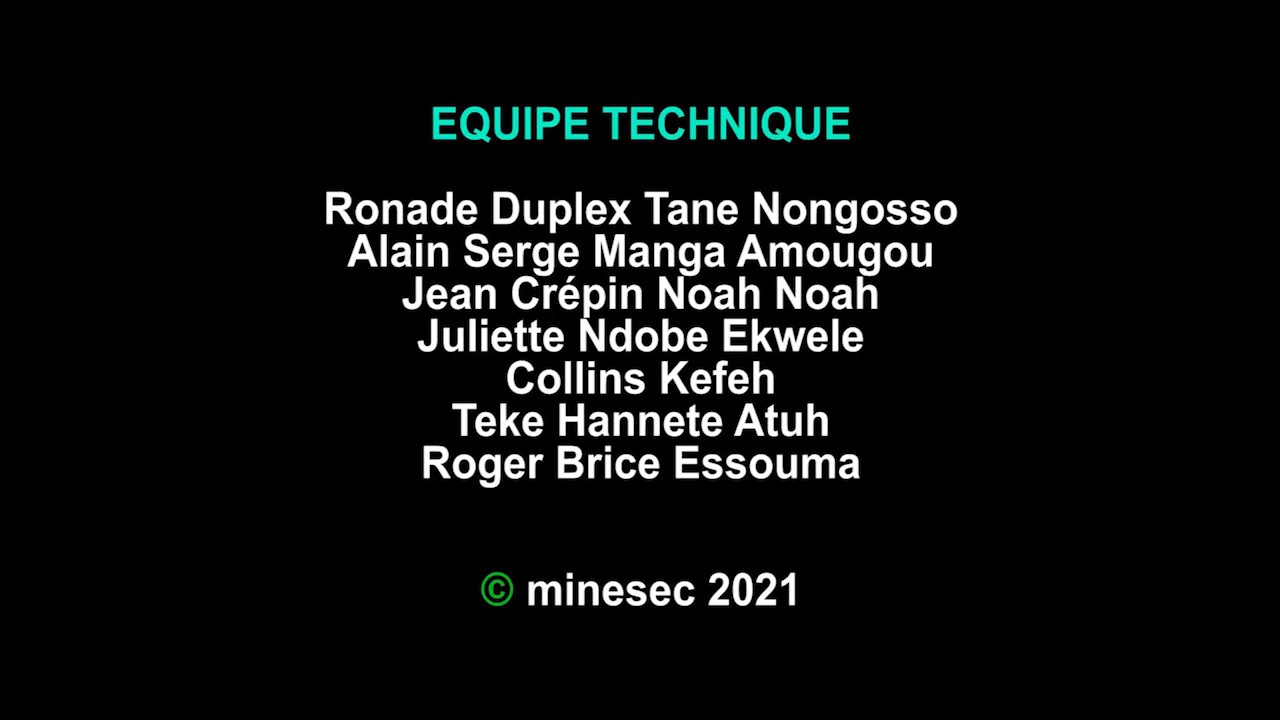 EQUIPE TECHNIQUE
Ronade Duplex Tane Nongosso
Alain Serge Manga Amougou
Jean Crépin Noah Noah
Juliette Ndobe Ekwele
Collins Kefeh
Teke Hannete Atuh
Roger Brice Essouma
© minesec 2021